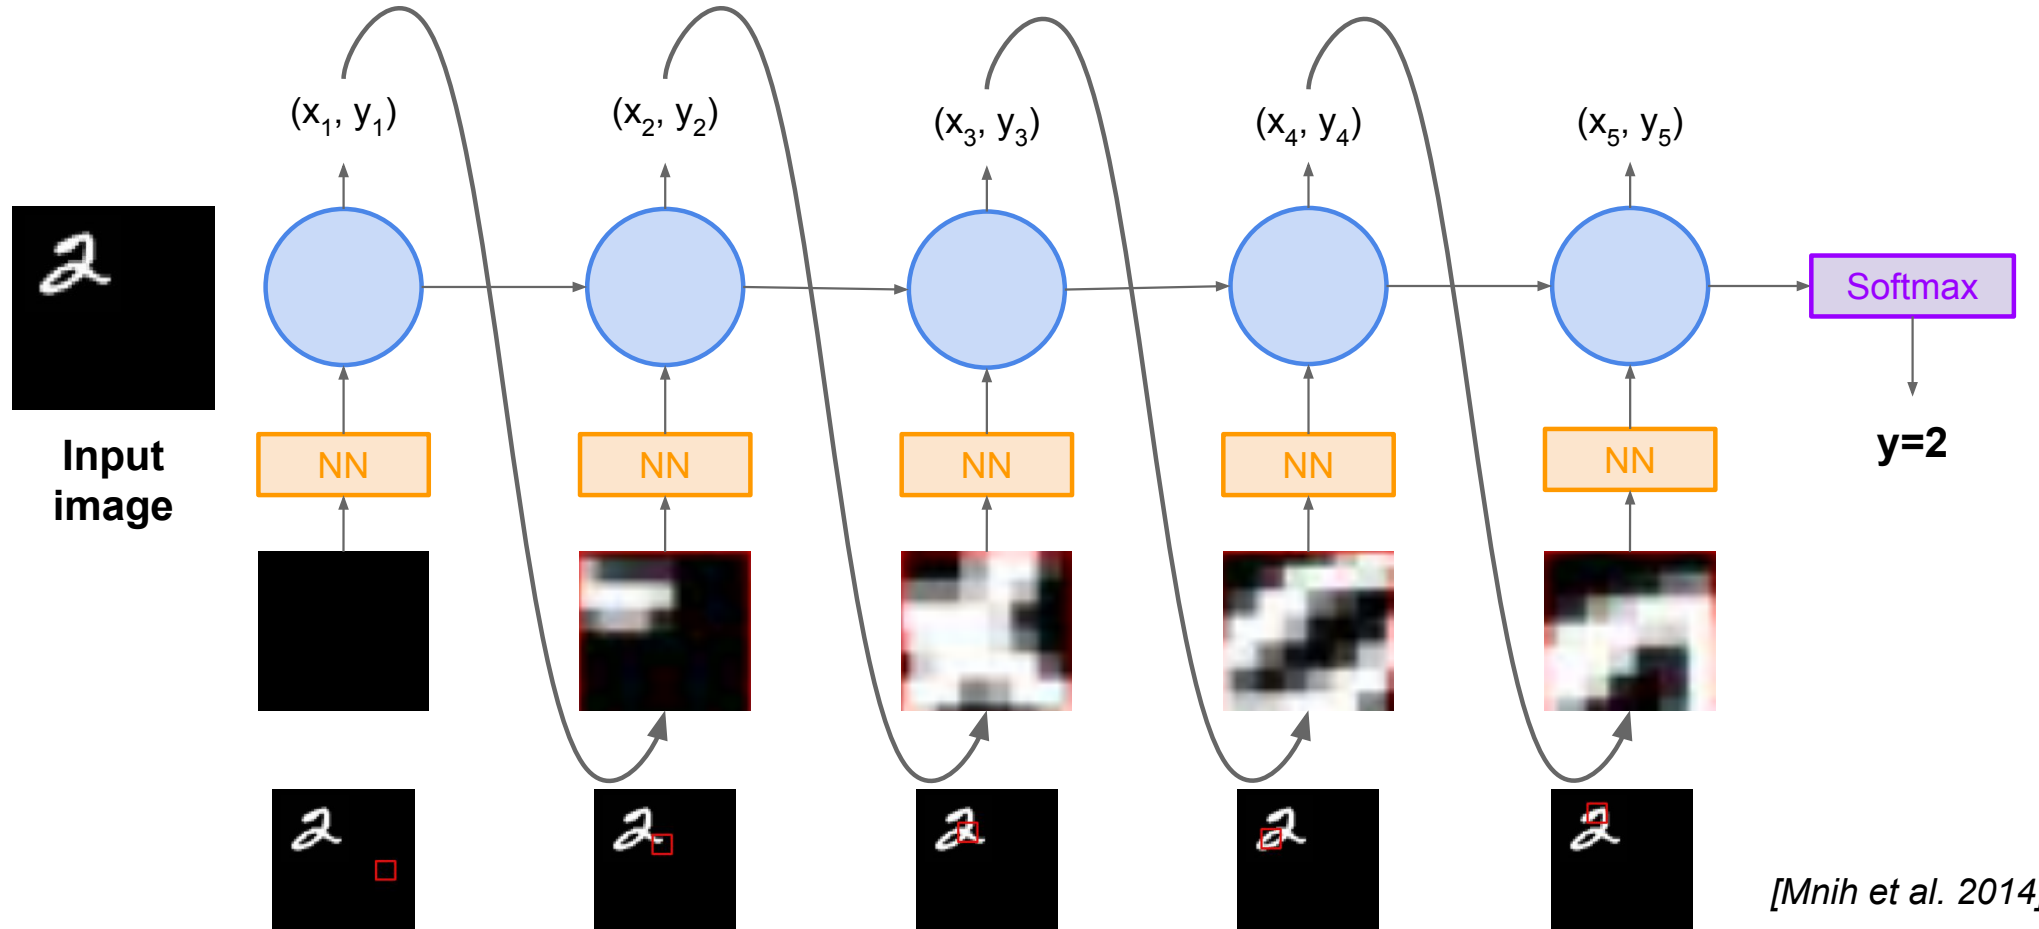 (x1, y1)
(x2, y2)
(x3, y3)
(x4, y4)
(x5, y5)
Input
image
NN
NN
NN
NN
NN
Softmax
y=2
[Mnih et al. 2014]